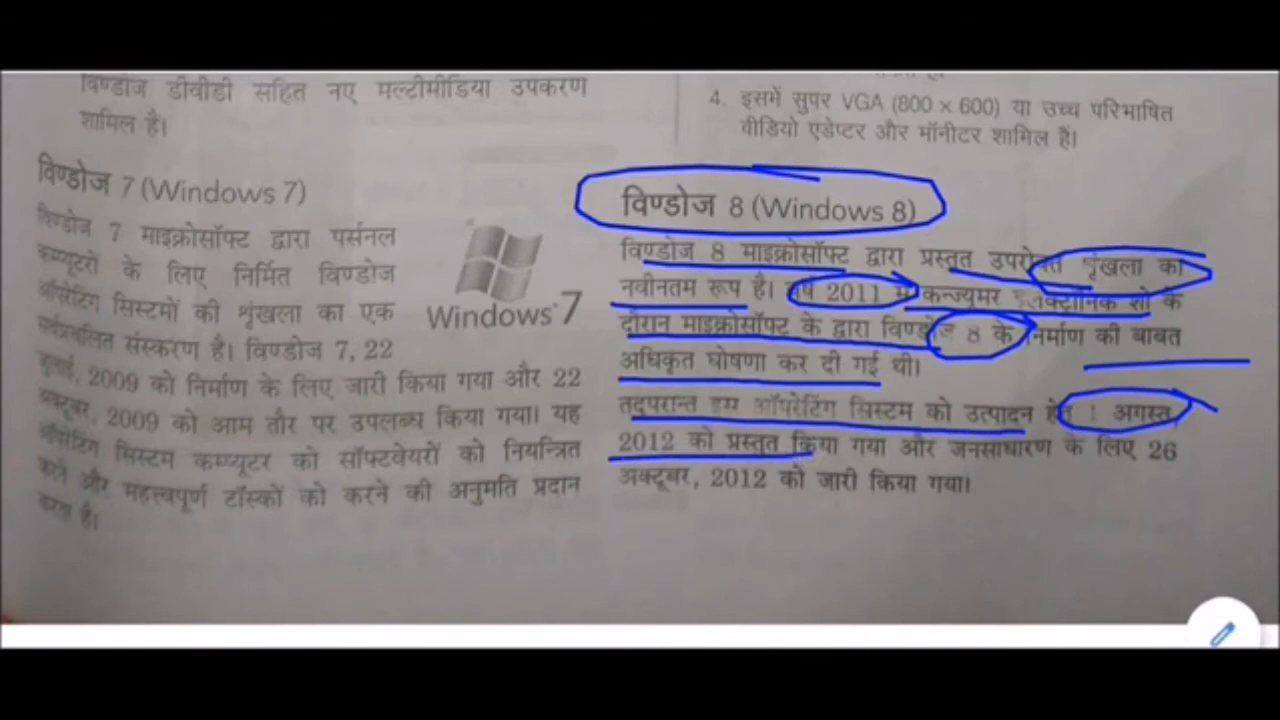 विण्डोज डीवीडी सहित नए मल्टीमीडिया उपकरण
शामिल है।
विण्डोज 7 (Windows 7)
विण्डोज 7 माइक्रोसॉफ्ट द्वारा पर्सनल
कम्प्यूटरों के लिए निर्मित विण्डोज
ऑपरेटिंग सिस्टमों की शृंखला का एक
सर्वप्रचलित संस्करण है। विण्डोज 7, 22
जुलाई, 2009 को निर्माण के लिए जारी किया गया और 22
अक्टूबर, 2009 को आम तौर पर उपलब्ध किया गया। यह
ऑपरेटिंग सिस्टम कम्प्यूटर को सॉफ्टवेयरों को नियन्त्रित
करने और महत्त्वपूर्ण टॉस्कों को करने की अनुमति प्रदान
करता है।
Windows 7
4. इसमें सुपर VGA (800 × 600) या उच्च परिभाषित
वीडियो एडेप्टर और मॉनीटर शामिल हैं।
विण्डोज 8 (Windows 8)
विण्डोज 8 माइक्रोसॉफ्ट द्वारा प्रस्तुत उपरोक्त शृंखला का
नवीनतम रूप है। वर्ष 2011 में कन्ज्यूमर इलेक्ट्रॉनिक शो के
दौरान माइक्रोसॉफ्ट के द्वारा विण्डोज 8 के निर्माण की बाबत
अधिकृत घोषणा कर दी गई थी।
तदुपरान्त इस ऑपरेटिंग सिस्टम को उत्पादन हेतु 1 अगस्त,
2012 को प्रस्तुत किया गया और जनसाधारण के लिए 26
अक्टूबर, 2012 को जारी किया गया।